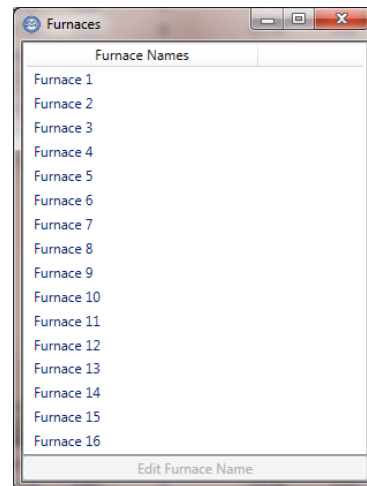 Furnaces
Furnace Names
Furnace 1
Furnace 2
Furnace 3
Furnace 4
Furnace 5
Furnace 6
Furnace 7
Furnace 8
Furnace 9
Furnace 10
Furnace 11
Furnace 12
Furnace 13
Furnace 14
Furnace 15
Furnace 16
Edit Furnace Name